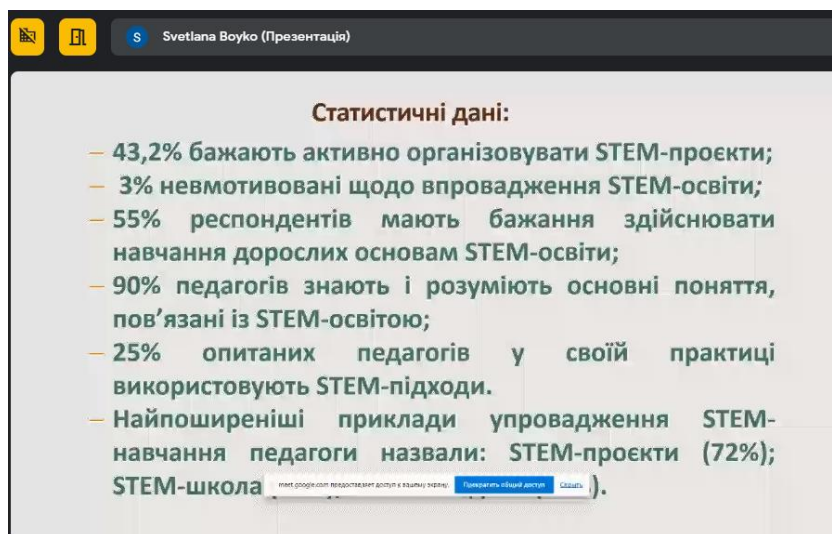 S Svetlana Boyko (Презентація)
Статистичні дані:
– 43,2% бажають активно організовувати STEM-проєкти;
– 3% невмотивовані щодо впровадження STEM-освіти;
– 55% респондентів мають бажання здійснювати
навчання дорослих основам STEM-освіти;
– 90% педагогів знають і розуміють основні поняття,
пов’язані із STEM-освітою;
– 25% опитаних педагогів у своїй практиці
використовують STEM-підходи.
– Найпоширеніші приклади упровадження STEM-
навчання педагоги назвали: STEM-проєкти (72%);
STEM-школа ).
meet.google.com предоставляет доступ к вашему экрану. Прекратить общий доступ Скрыть